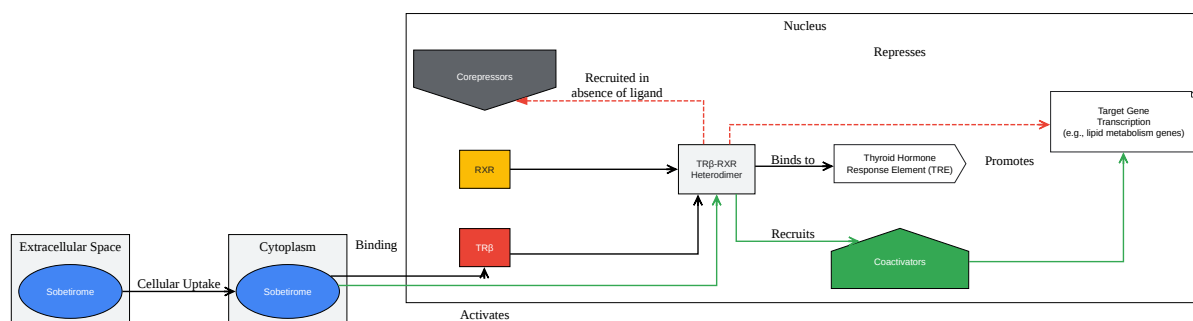 Nucleus
Represses
Corepressors
Recruited in
absence of ligand
Target Gene
Transcription
(e.g., lipid metabolism genes)
RXR
TRβ-RXR
Heterodimer
Binds to
Thyroid Hormone
Response Element (TRE)
Promotes
Extracellular Space
Cytoplasm
Binding
TRβ
Recruits
Coactivators
Sobetirome
Cellular Uptake
Sobetirome
Activates